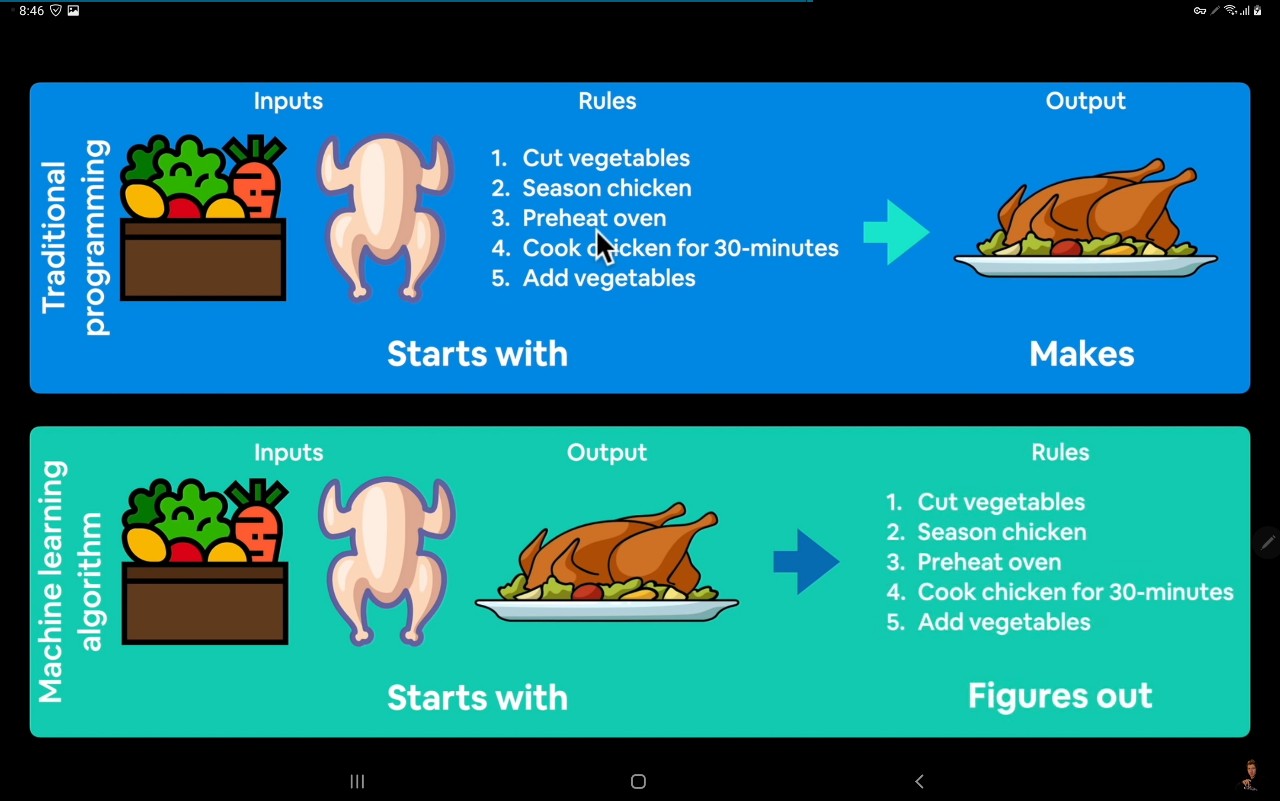 8:46
Inputs
Rules
Output
Traditional
programming
1. Cut vegetables
2. Season chicken
3. Preheat oven
4. Cook chicken for 30-minutes
5. Add vegetables
Starts with
Makes
Inputs
Output
Rules
Machine learning
algorithm
1. Cut vegetables
2. Season chicken
3. Preheat oven
4. Cook chicken for 30-minutes
5. Add vegetables
Starts with
Figures out